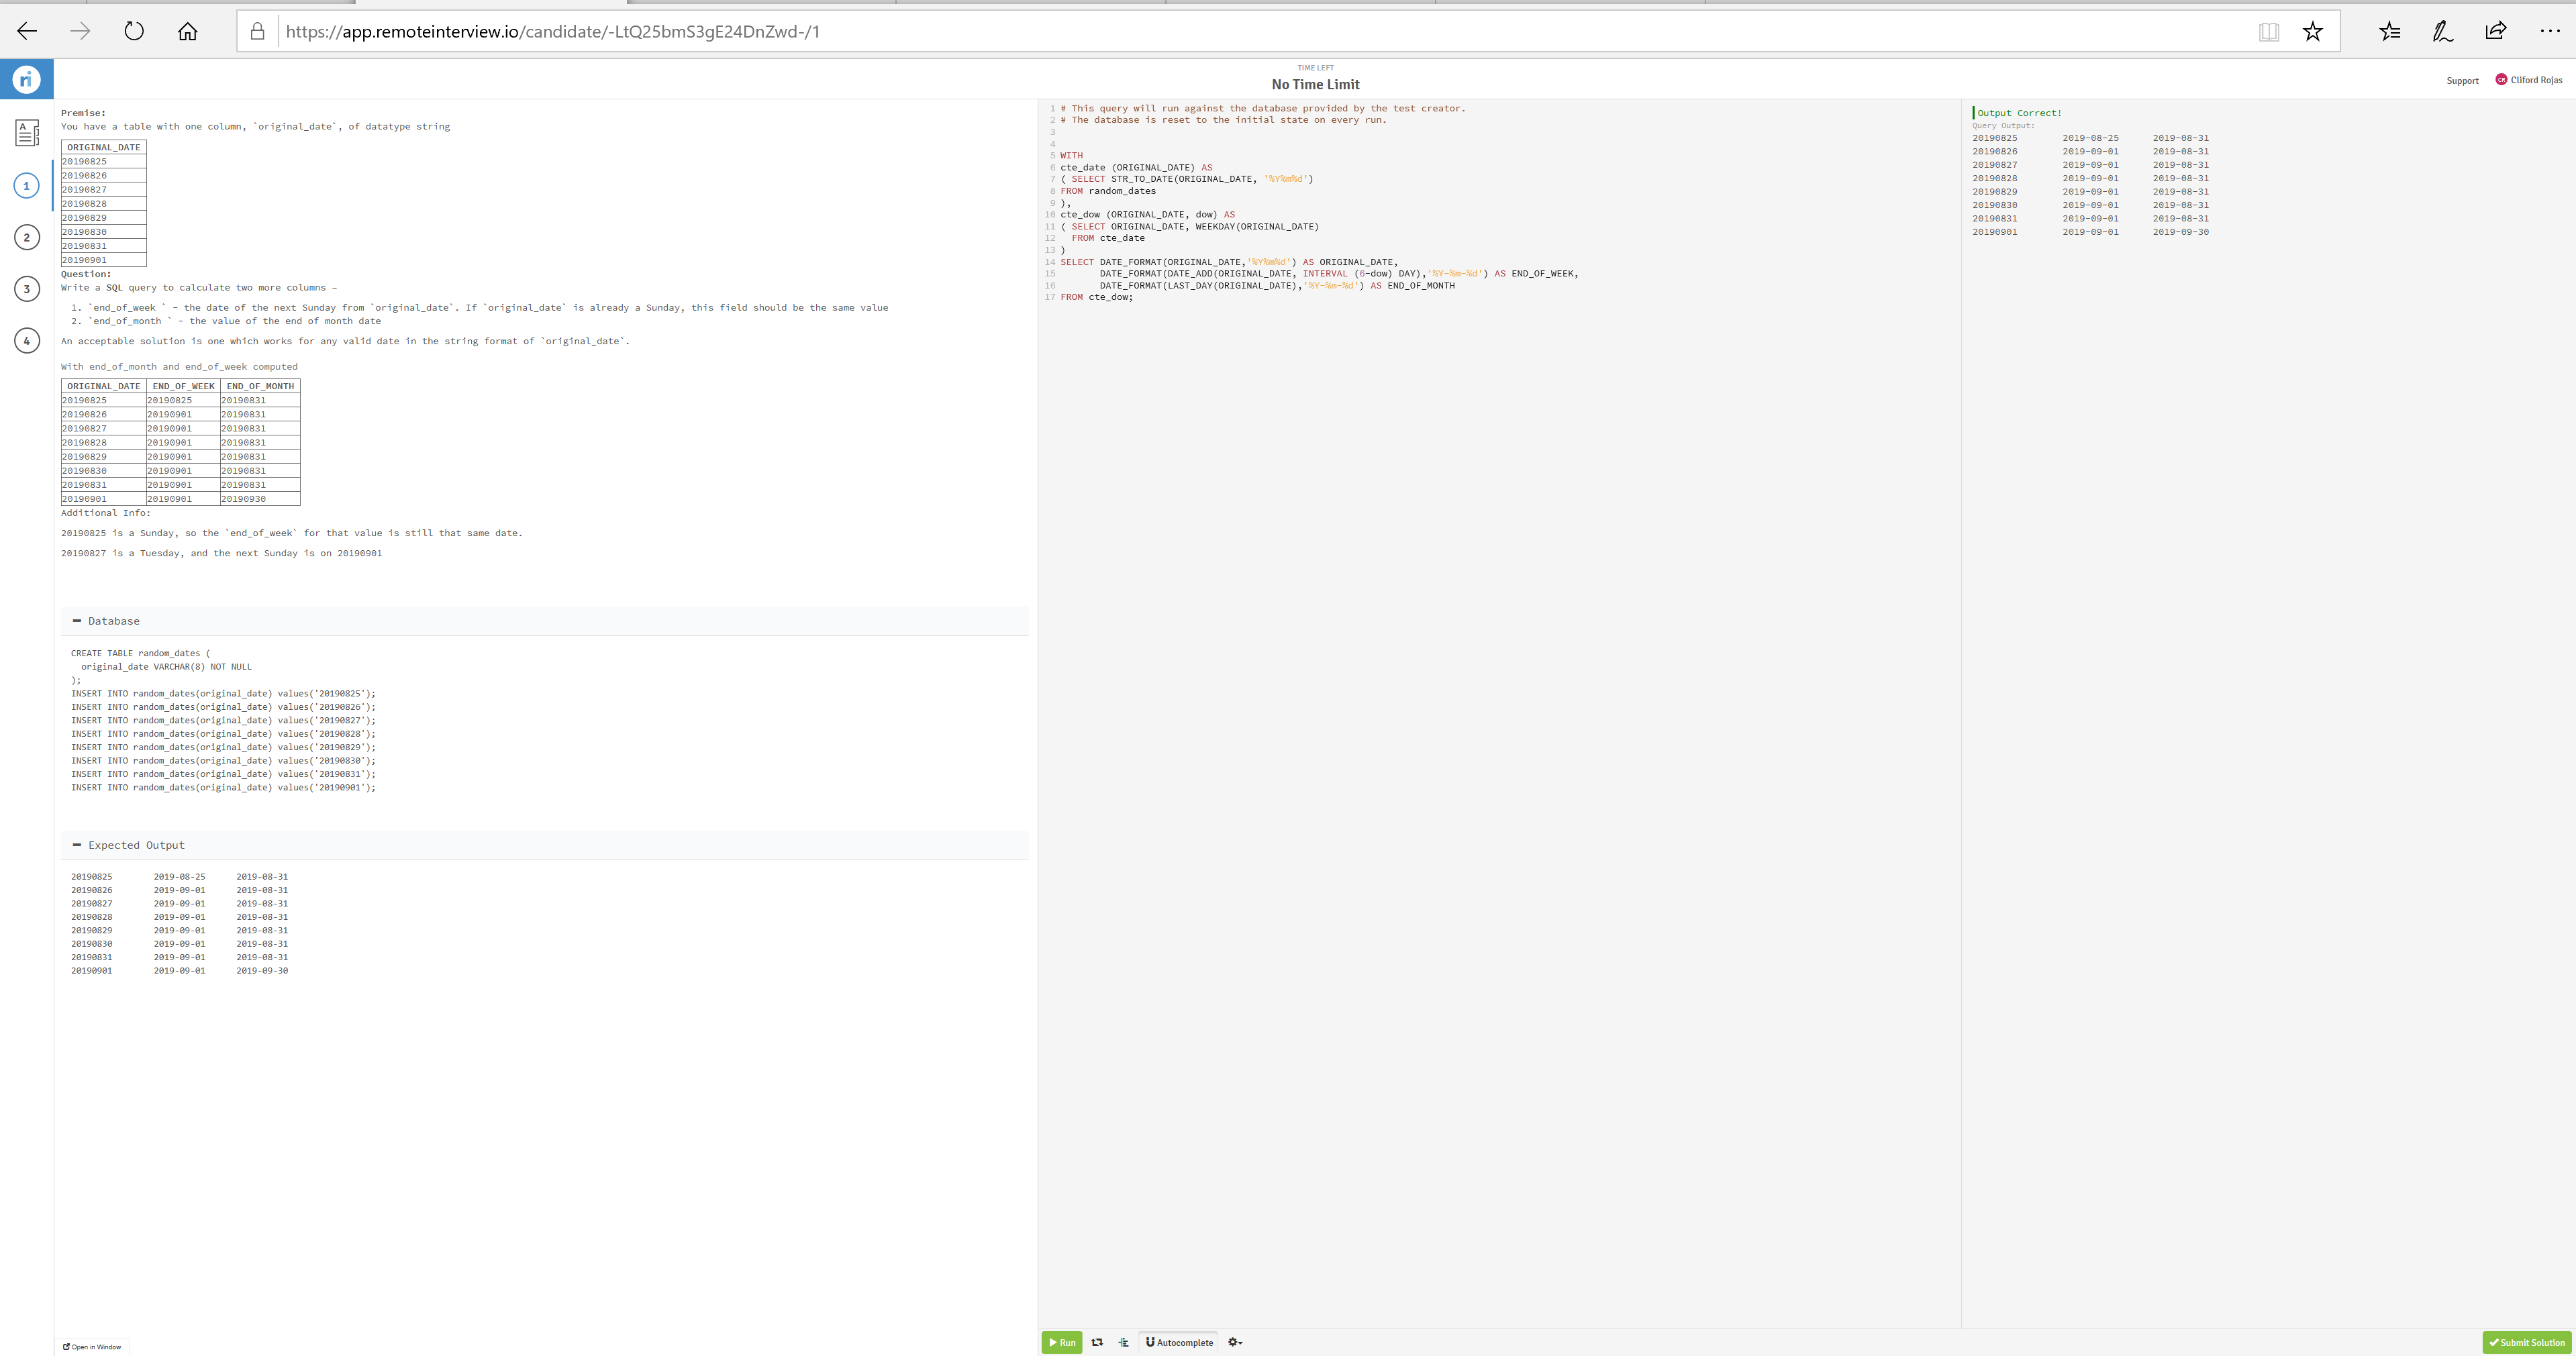 https://app.remoteinterview.io/candidate/-LtQ25bmS3gE24DnZwd-/1
ri
TIME LEFT
No Time Limit
Support
CR Cliford Rojas
A
1
2
3
4
Premise:
You have a table with one column, `original_date`, of datatype string
ORIGINAL_DATE
20190825
20190826
20190827
20190828
20190829
20190830
20190831
20190901
Question:
Write a SQL query to calculate two more columns –
1. `end_of_week ` - the date of the next Sunday from `original_date`. If `original_date` is already a Sunday, this field should be the same value
2. `end_of_month ` - the value of the end of month date
An acceptable solution is one which works for any valid date in the string format of `original_date`.
With end_of_month and end_of_week computed
ORIGINAL_DATE END_OF_WEEK END_OF_MONTH
20190825 20190825 20190831
20190826 20190901 20190831
20190827 20190901 20190831
20190828 20190901 20190831
20190829 20190901 20190831
20190830 20190901 20190831
20190831 20190901 20190831
20190901 20190901 20190930
Additional Info:
20190825 is a Sunday, so the `end_of_week` for that value is still that same date.
20190827 is a Tuesday, and the next Sunday is on 20190901
Database
CREATE TABLE random_dates (
original_date VARCHAR(8) NOT NULL
);
INSERT INTO random_dates(original_date) values('20190825');
INSERT INTO random_dates(original_date) values('20190826');
INSERT INTO random_dates(original_date) values('20190827');
INSERT INTO random_dates(original_date) values('20190828');
INSERT INTO random_dates(original_date) values('20190829');
INSERT INTO random_dates(original_date) values('20190830');
INSERT INTO random_dates(original_date) values('20190831');
INSERT INTO random_dates(original_date) values('20190901');
Expected Output
20190825 2019-08-25 2019-08-31
20190826 2019-09-01 2019-08-31
20190827 2019-09-01 2019-08-31
20190828 2019-09-01 2019-08-31
20190829 2019-09-01 2019-08-31
20190830 2019-09-01 2019-08-31
20190831 2019-09-01 2019-08-31
20190901 2019-09-01 2019-09-30
Open in Window
1 # This query will run against the database provided by the test creator.
2 # The database is reset to the initial state on every run.
3
4
5 WITH
6 cte_date (ORIGINAL_DATE) AS
7 ( SELECT STR_TO_DATE(ORIGINAL_DATE, '%Y%m%d')
8 FROM random_dates
9 ),
10 cte_dow (ORIGINAL_DATE, dow) AS
11 ( SELECT ORIGINAL_DATE, WEEKDAY(ORIGINAL_DATE)
12 FROM cte_date
13 )
14 SELECT DATE_FORMAT(ORIGINAL_DATE,'%Y%m%d') AS ORIGINAL_DATE,
15 DATE_FORMAT(DATE_ADD(ORIGINAL_DATE, INTERVAL (6-dow) DAY),'%Y-%m-%d') AS END_OF_WEEK,
16 DATE_FORMAT(LAST_DAY(ORIGINAL_DATE),'%Y-%m-%d') AS END_OF_MONTH
17 FROM cte_dow;
Run
Autocomplete
Output Correct!
Query Output:
20190825 2019-08-25 2019-08-31
20190826 2019-09-01 2019-08-31
20190827 2019-09-01 2019-08-31
20190828 2019-09-01 2019-08-31
20190829 2019-09-01 2019-08-31
20190830 2019-09-01 2019-08-31
20190831 2019-09-01 2019-08-31
20190901 2019-09-01 2019-09-30
Submit Solution